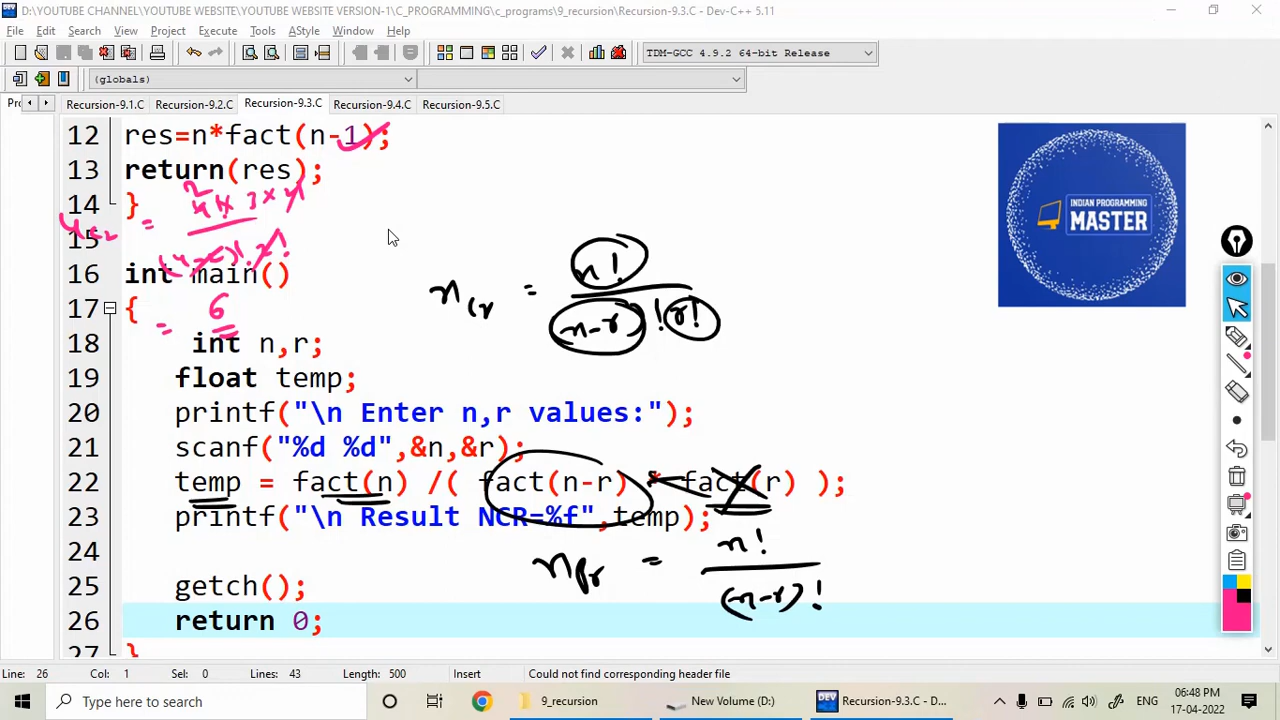 D:\YOUTUBE CHANNEL\YOUTUBE WEBSITE\YOUTUBE WEBSITE VERSION-1\C_PROGRAMMING\c_programs\9_recursion\Recursion-9.3.C - Dev-C++ 5.11
File Edit Search View Project Execute Tools AStyle Window Help
TDM-GCC 4.9.2 64-bit Release
(globals)
Pr Recursion-9.1.C Recursion-9.2.C Recursion-9.3.C Recursion-9.4.C Recursion-9.5.C
12 res=n*fact(n-1);
13 return(res);
14 }
15
16 int main()
17 {
18 int n,r;
19 float temp;
20 printf("\n Enter n,r values:");
21 scanf("%d %d",&n,&r);
22 temp = fact(n) /( fact(n-r) * fact(r) );
23 printf("\n Result NCR=%f",temp);
24
25 getch();
26 return 0;
27 }
= 6
ncr = n!
(n-r)! r!
npr = n!
(n-r)!
INDIAN PROGRAMMING
MASTER
Line: 26 Col: 1 Sel: 0 Lines: 43 Length: 500 Insert Could not find corresponding header file
Type here to search
9_recursion
New Volume (D:)
Recursion-9.3.C - D...
ENG
06:48 PM
17-04-2022